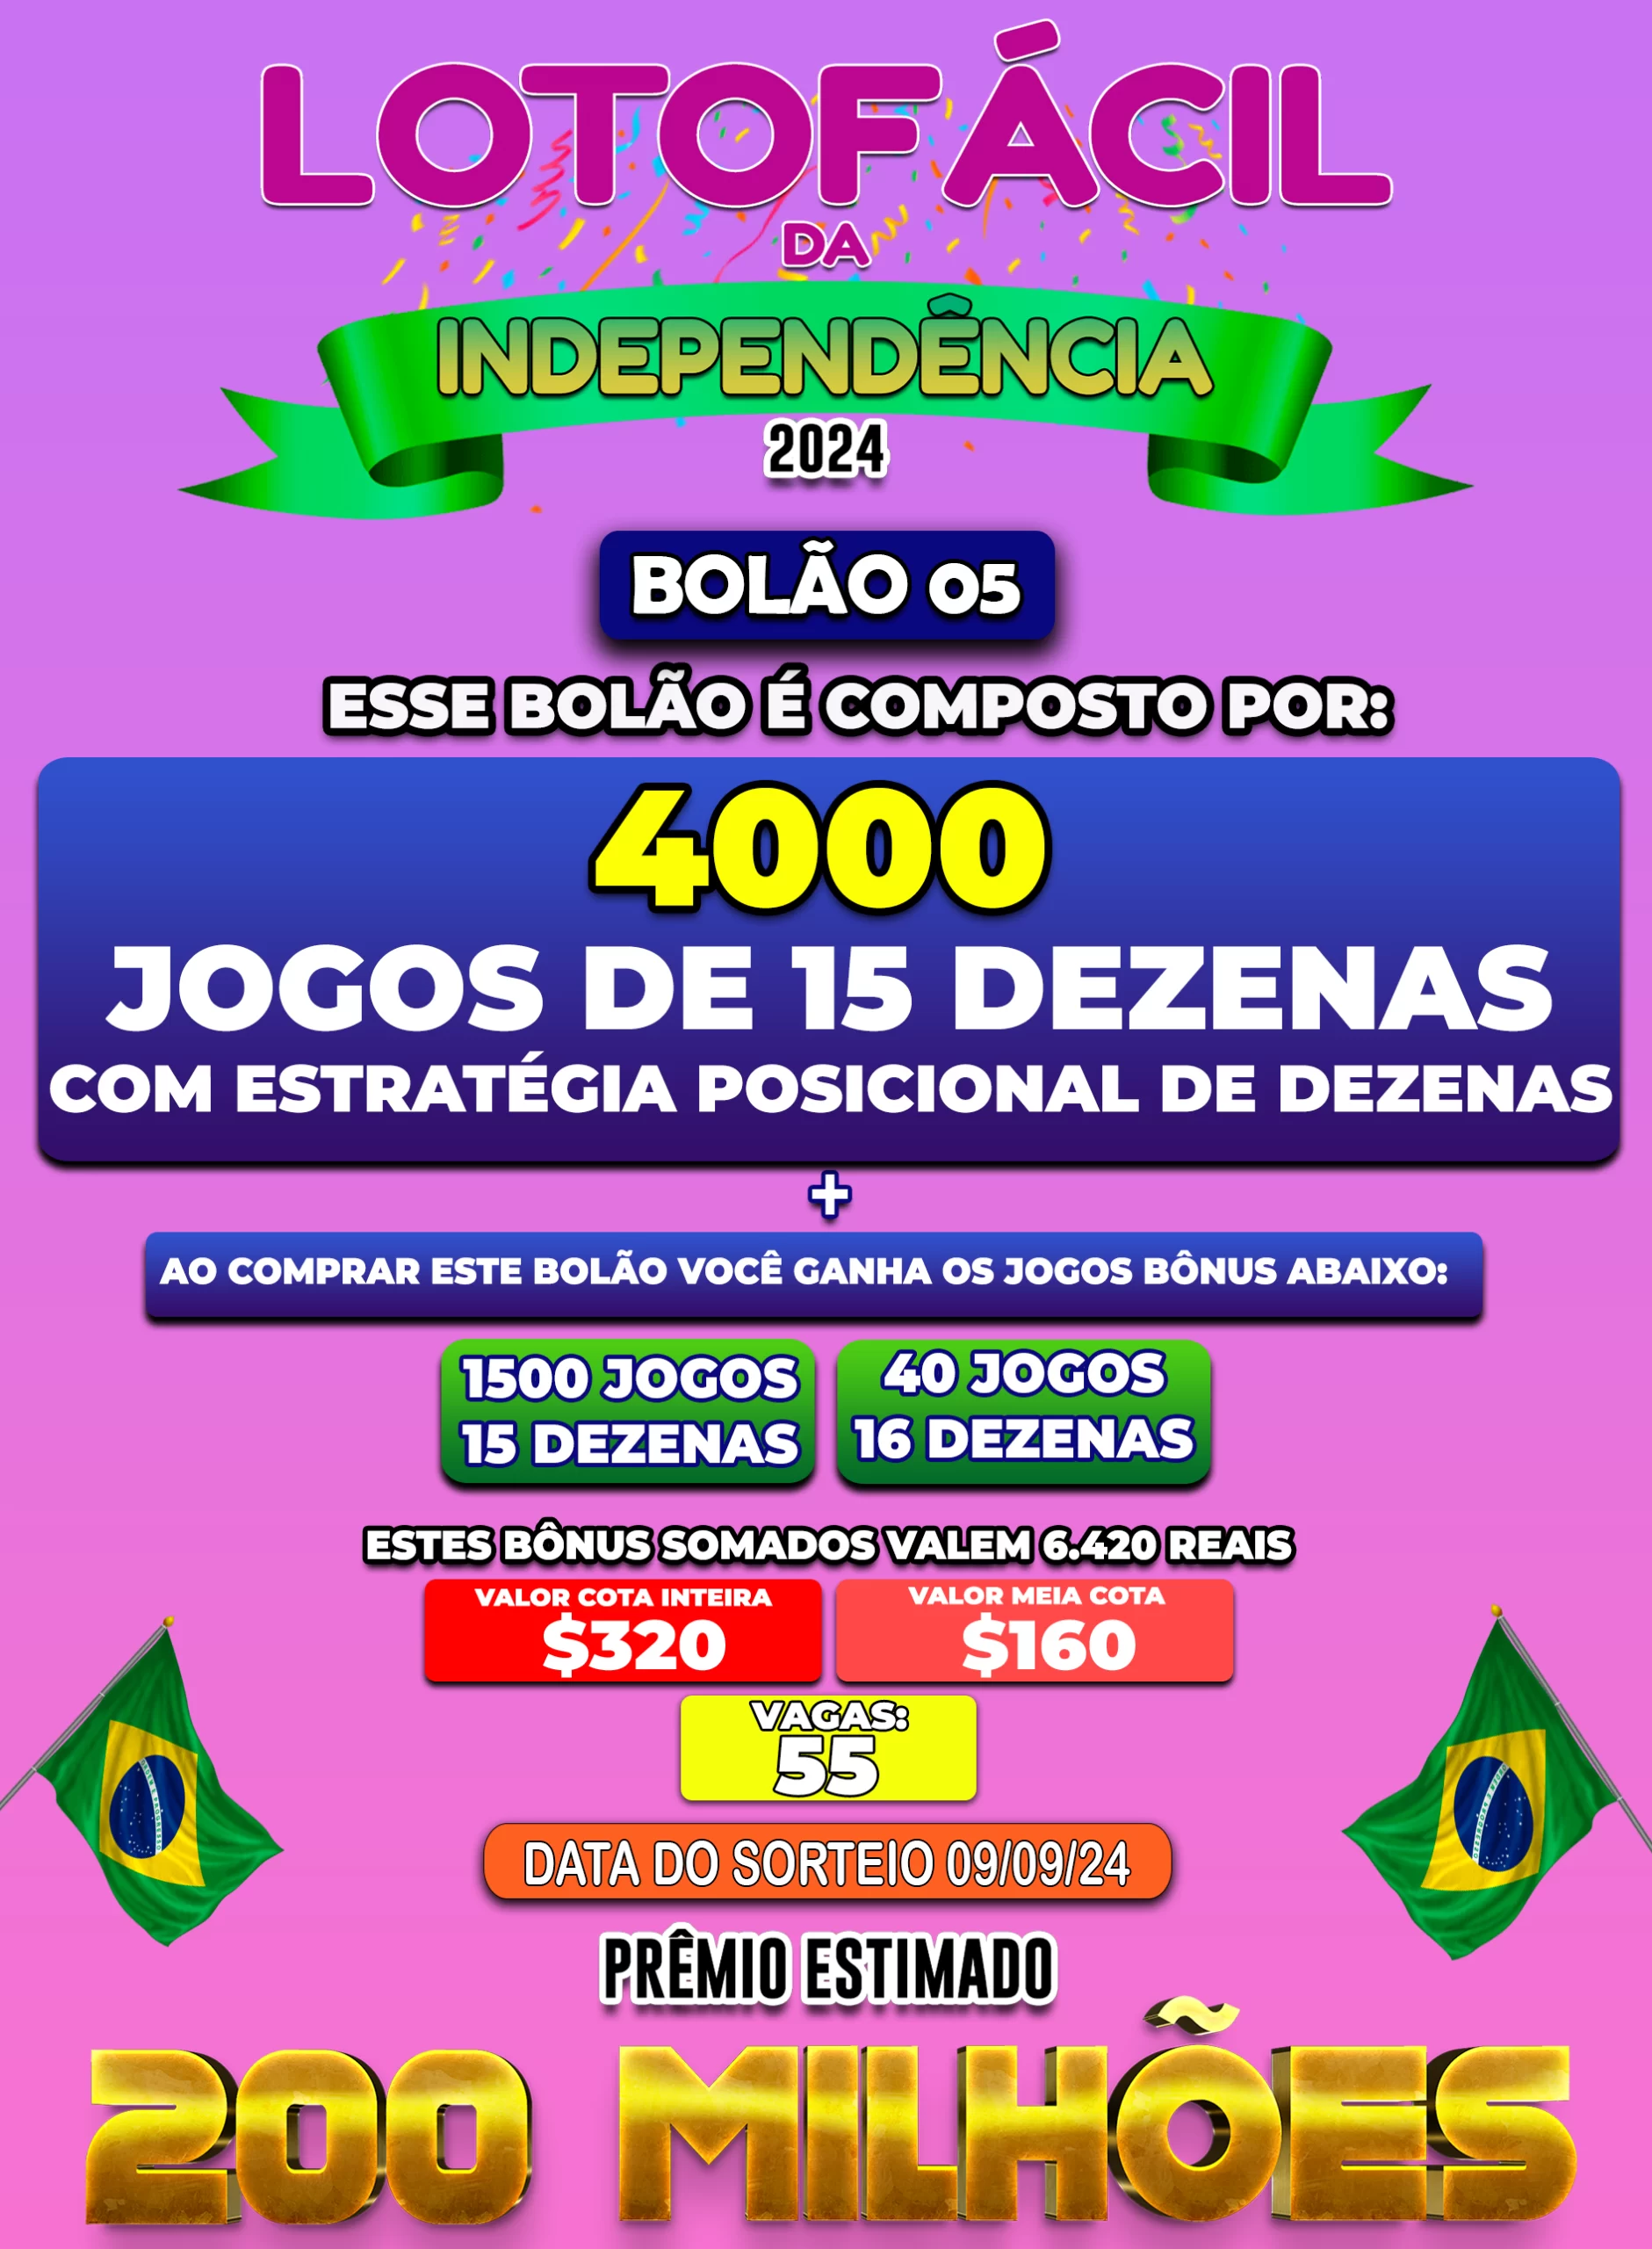 LOTOFÁCIL
DA
INDEPENDÊNCIA
2024
BOLÃO 05
ESSE BOLÃO É COMPOSTO POR:
4000
JOGOS DE 15 DEZENAS
COM ESTRATÉGIA POSICIONAL DE DEZENAS
+
AO COMPRAR ESTE BOLÃO VOCÊ GANHA OS JOGOS BÔNUS ABAIXO:
1500 JOGOS
15 DEZENAS
40 JOGOS
16 DEZENAS
ESTES BÔNUS SOMADOS VALEM 6.420 REAIS
VALOR COTA INTEIRA
$320
VALOR MEIA COTA
$160
VAGAS:
55
DATA DO SORTEIO 09/09/24
PRÊMIO ESTIMADO
200 MILHÕES